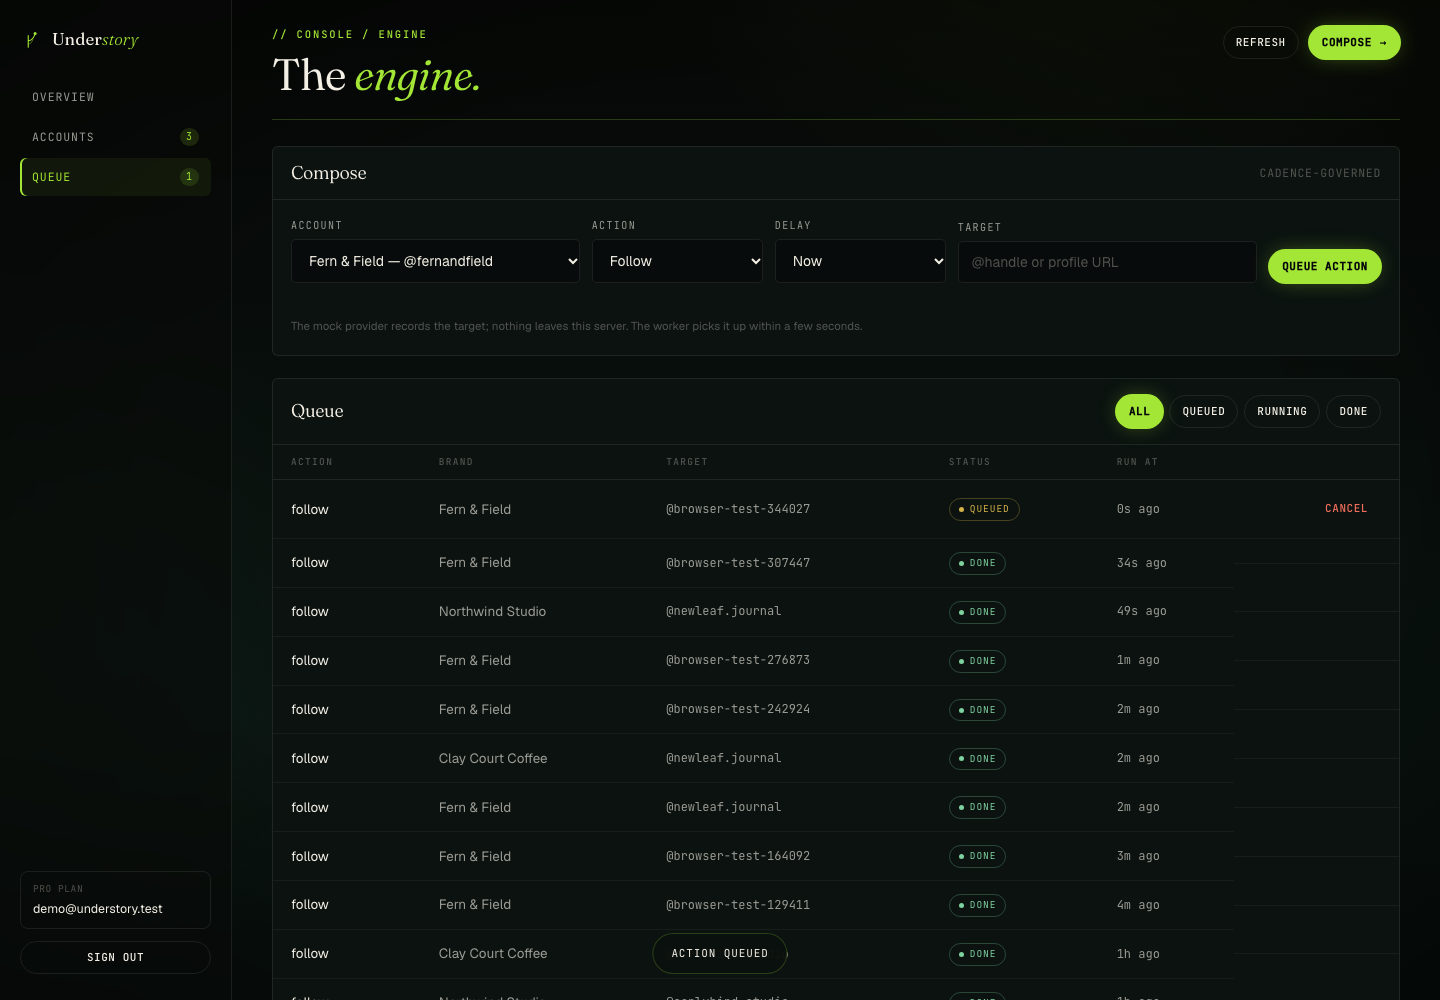 Understory
OVERVIEW
ACCOUNTS 3
QUEUE 1
PRO PLAN
demo@understory.test
SIGN OUT
// CONSOLE / ENGINE
The engine.
REFRESH
COMPOSE →
Compose
CADENCE-GOVERNED
ACCOUNT ACTION DELAY TARGET
Fern & Field — @fernandfield Follow Now @handle or profile URL QUEUE ACTION
The mock provider records the target; nothing leaves this server. The worker picks it up within a few seconds.
Queue
ALL QUEUED RUNNING DONE
ACTION BRAND TARGET STATUS RUN AT
follow Fern & Field @browser-test-344027 QUEUED 0s ago CANCEL
follow Fern & Field @browser-test-307447 DONE 34s ago
follow Northwind Studio @newleaf.journal DONE 49s ago
follow Fern & Field @browser-test-276873 DONE 1m ago
follow Fern & Field @browser-test-242924 DONE 2m ago
follow Clay Court Coffee @newleaf.journal DONE 2m ago
follow Fern & Field @newleaf.journal DONE 2m ago
follow Fern & Field @browser-test-164092 DONE 3m ago
follow Fern & Field @browser-test-129411 DONE 4m ago
follow Clay Court Coffee DONE 1h ago
ACTION QUEUED